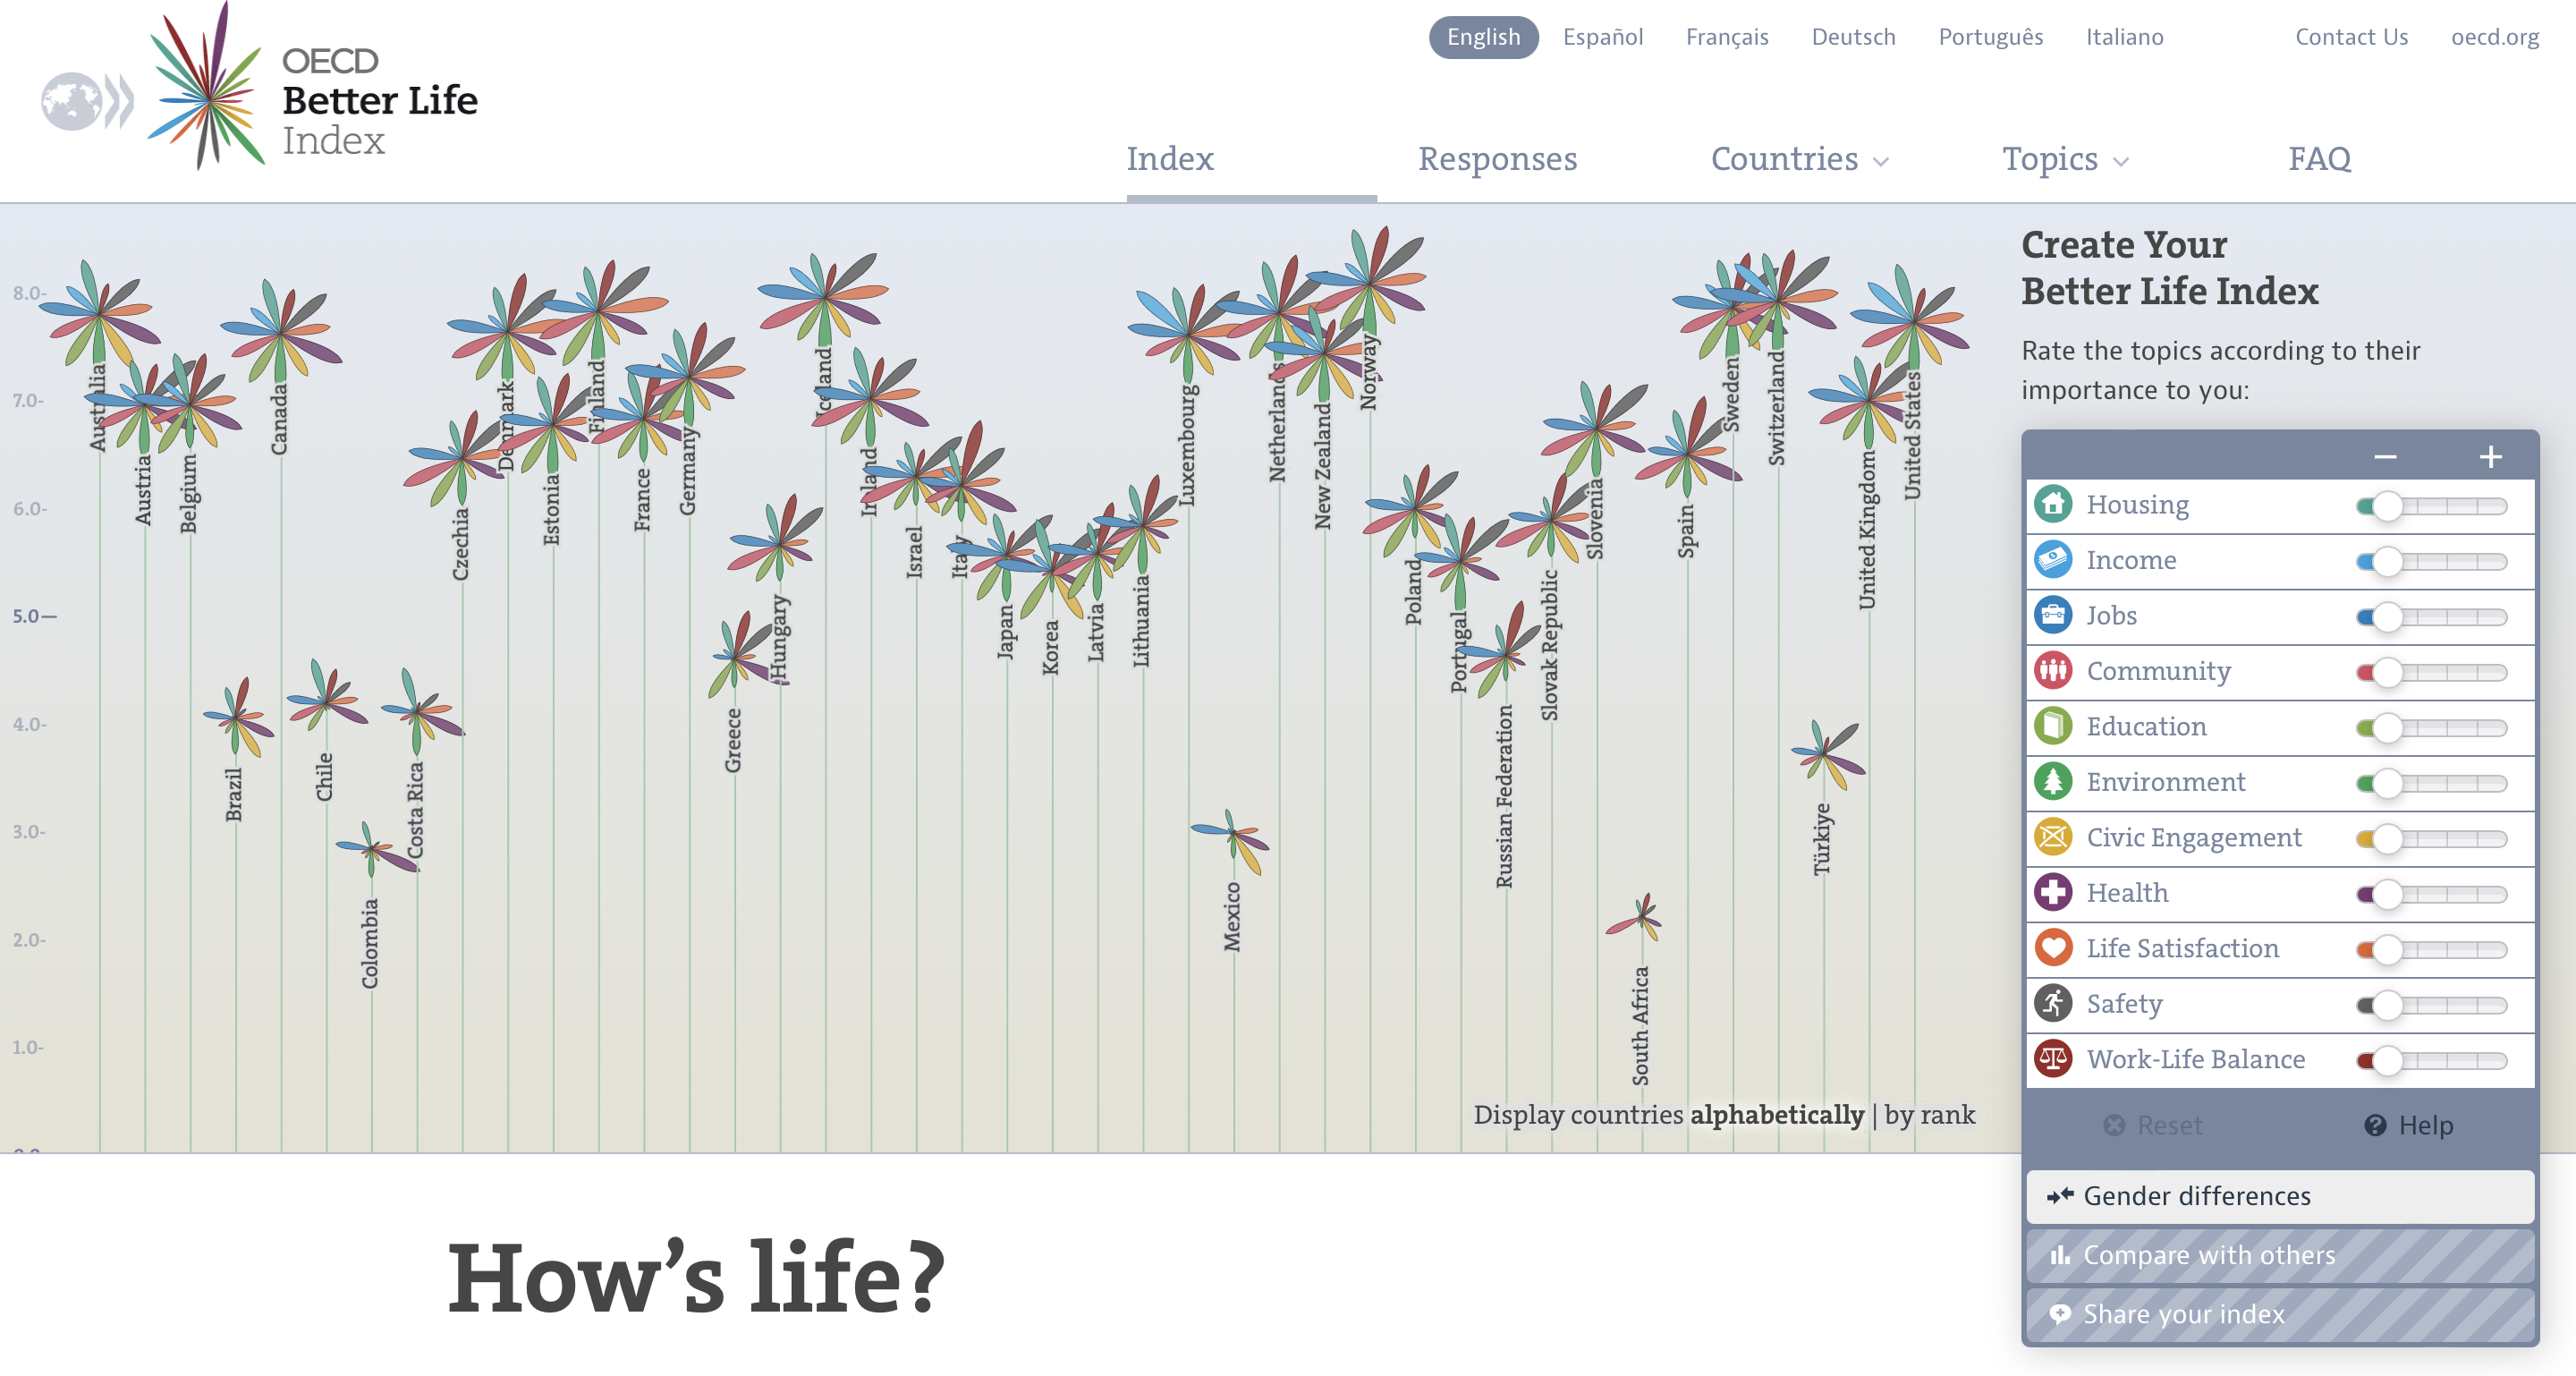 OECD
Better Life
Index
English
Español
Français
Deutsch
Português
Italiano
Contact Us
oecd.org
Index
Responses
Countries
Topics
FAQ
8.0-
7.0-
6.0-
5.0—
4.0-
3.0-
2.0-
1.0-
Australia
Austria
Belgium
Brazil
Canada
Chile
Colombia
Costa Rica
Czechia
Denmark
Estonia
Finland
France
Germany
Greece
Hungary
Iceland
Ireland
Israel
Italy
Japan
Korea
Latvia
Lithuania
Luxembourg
Mexico
Netherlands
New Zealand
Norway
Poland
Portugal
Russian Federation
Slovak Republic
Slovenia
South Africa
Spain
Sweden
Switzerland
Türkiye
United Kingdom
United States
Display countries alphabetically | by rank
Create Your
Better Life Index
Rate the topics according to their
importance to you:
− +
Housing
Income
Jobs
Community
Education
Environment
Civic Engagement
Health
Life Satisfaction
Safety
Work-Life Balance
Reset
Help
Gender differences
Compare with others
Share your index
How’s life?